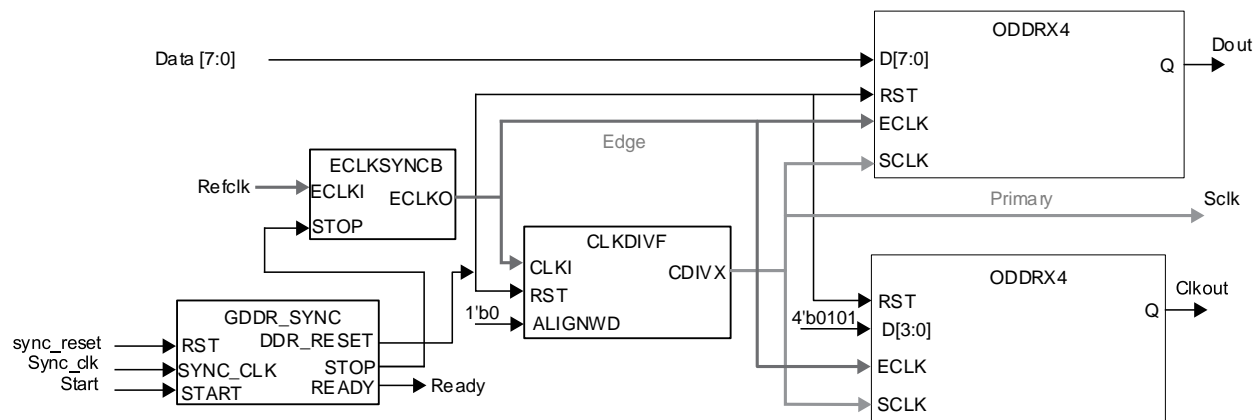 ODDRX4
Data [7:0]
D[7:0]
Q
Dout
RST
ECLK
SCLK
Edge
ECLKSYNCB
Refclk
ECLKI
ECLKO
STOP
Primary
Sclk
CLKDIVF
CLKI
CDIVX
RST
1'b0
ALIGNWD
ODDRX4
RST
Q
Clkout
4'b0101
D[3:0]
ECLK
SCLK
GDDR_SYNC
sync_reset
RST
DDR_RESET
Sync_clk
SYNC_CLK
STOP
Start
START
READY
Ready